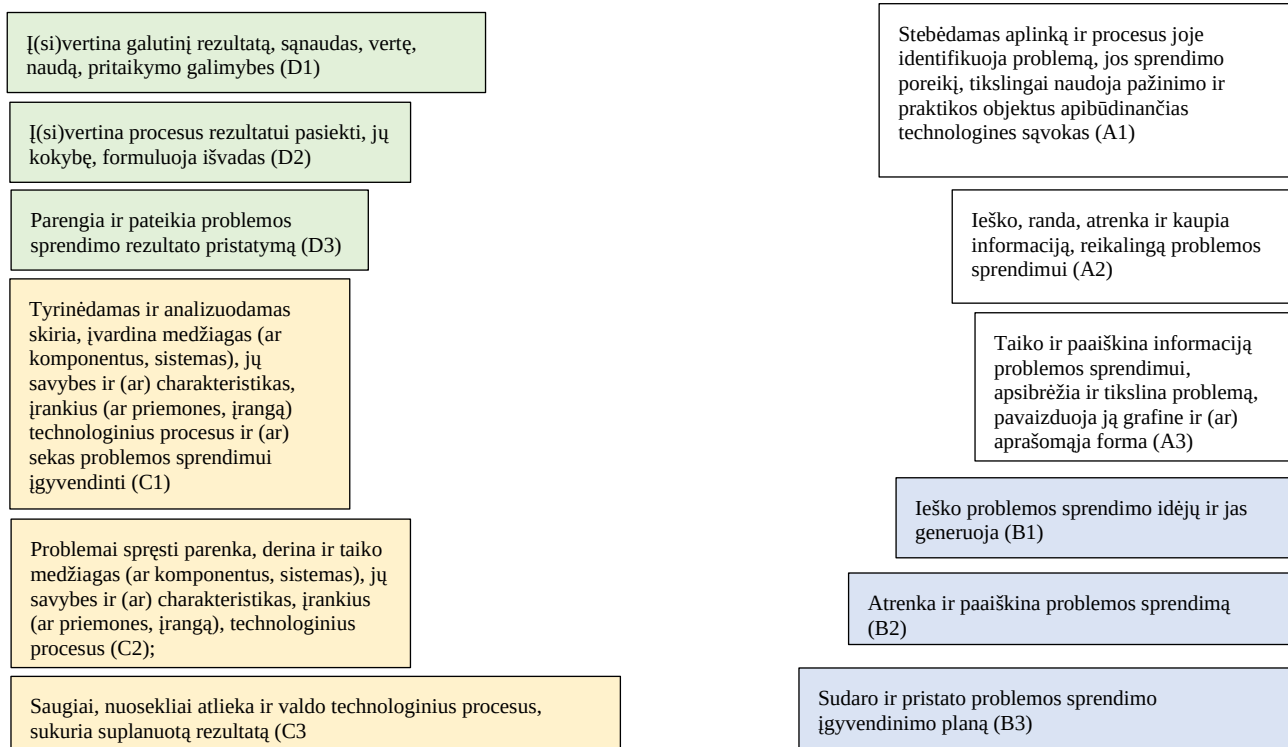 Į(si)vertina galutinį rezultatą, sąnaudas, vertę,
naudą, pritaikymo galimybes (D1)
Į(si)vertina procesus rezultatui pasiekti, jų
kokybę, formuluoja išvadas (D2)
Parengia ir pateikia problemos
sprendimo rezultato pristatymą (D3)
Tyrinėdamas ir analizuodamas
skiria, įvardina medžiagas (ar
komponentus, sistemas), jų
savybes ir (ar) charakteristikas,
įrankius (ar priemones, įrangą)
technologinius procesus ir (ar)
sekas problemos sprendimui
įgyvendinti (C1)
Problemai spręsti parenka, derina ir taiko
medžiagas (ar komponentus, sistemas), jų
savybes ir (ar) charakteristikas, įrankius
(ar priemones, įrangą), technologinius
procesus (C2);
Saugiai, nuosekliai atlieka ir valdo technologinius procesus,
sukuria suplanuotą rezultatą (C3
Stebėdamas aplinką ir procesus joje
identifikuoja problemą, jos sprendimo
poreikį, tikslingai naudoja pažinimo ir
praktikos objektus apibūdinančias
technologines sąvokas (A1)
Ieško, randa, atrenka ir kaupia
informaciją, reikalingą problemos
sprendimui (A2)
Taiko ir paaiškina informaciją
problemos sprendimui,
apsibrėžia ir tikslina problemą,
pavaizduoja ją grafine ir (ar)
aprašomąja forma (A3)
Ieško problemos sprendimo idėjų ir jas
generuoja (B1)
Atrenka ir paaiškina problemos sprendimą
(B2)
Sudaro ir pristato problemos sprendimo
įgyvendinimo planą (B3)